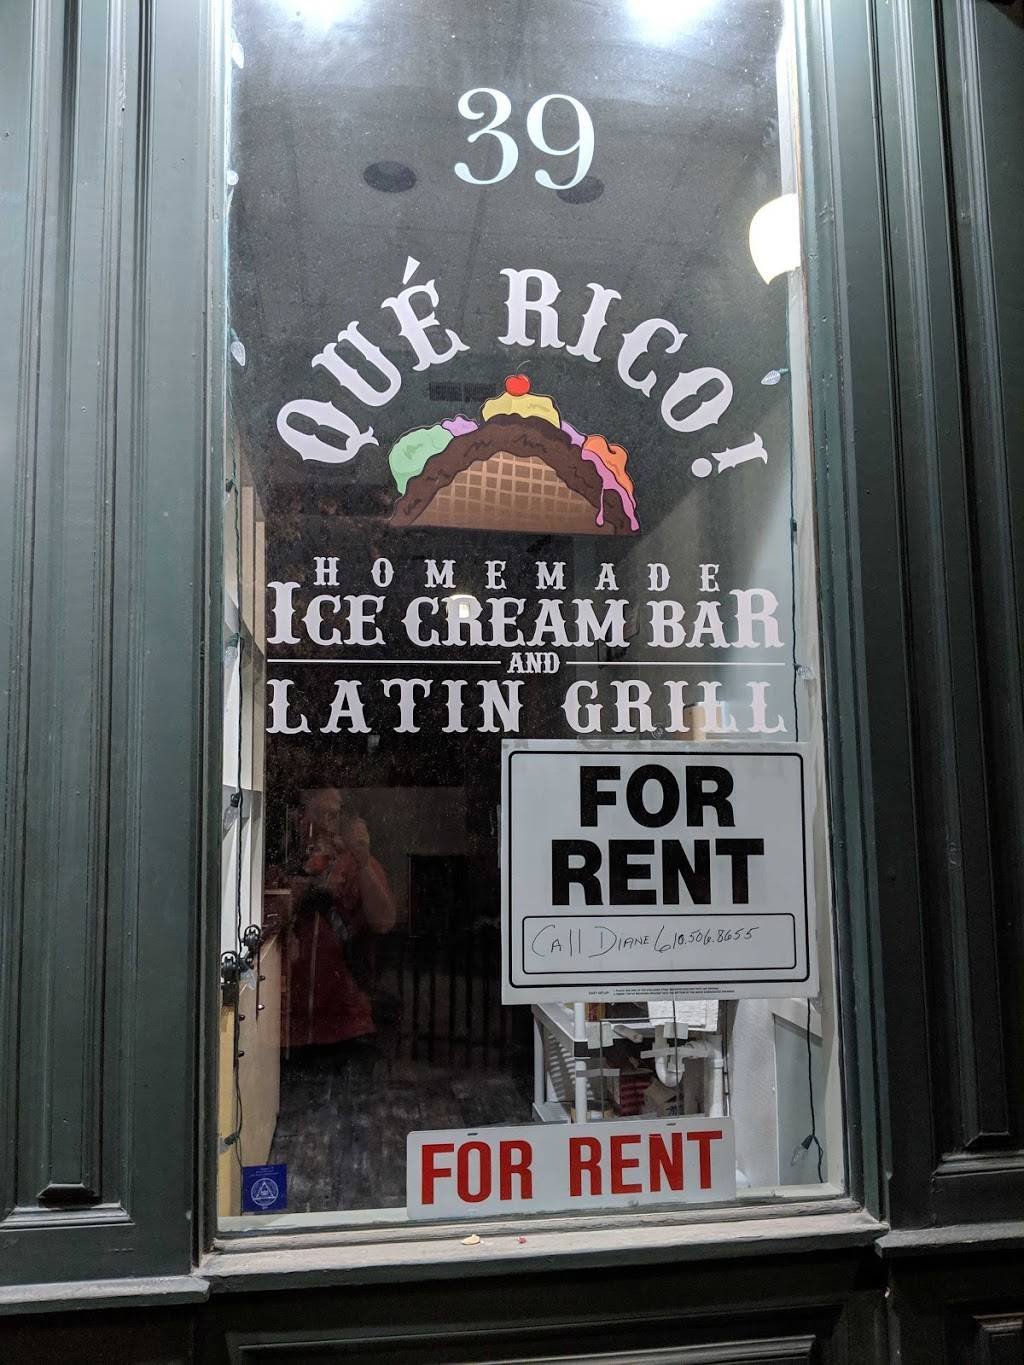 39
QUÉ RICO!
HOMEMADE
ICE CREAM BAR
AND
LATIN GRILL
FOR
RENT
CALL DIANE 610.506.8655
FOR RENT